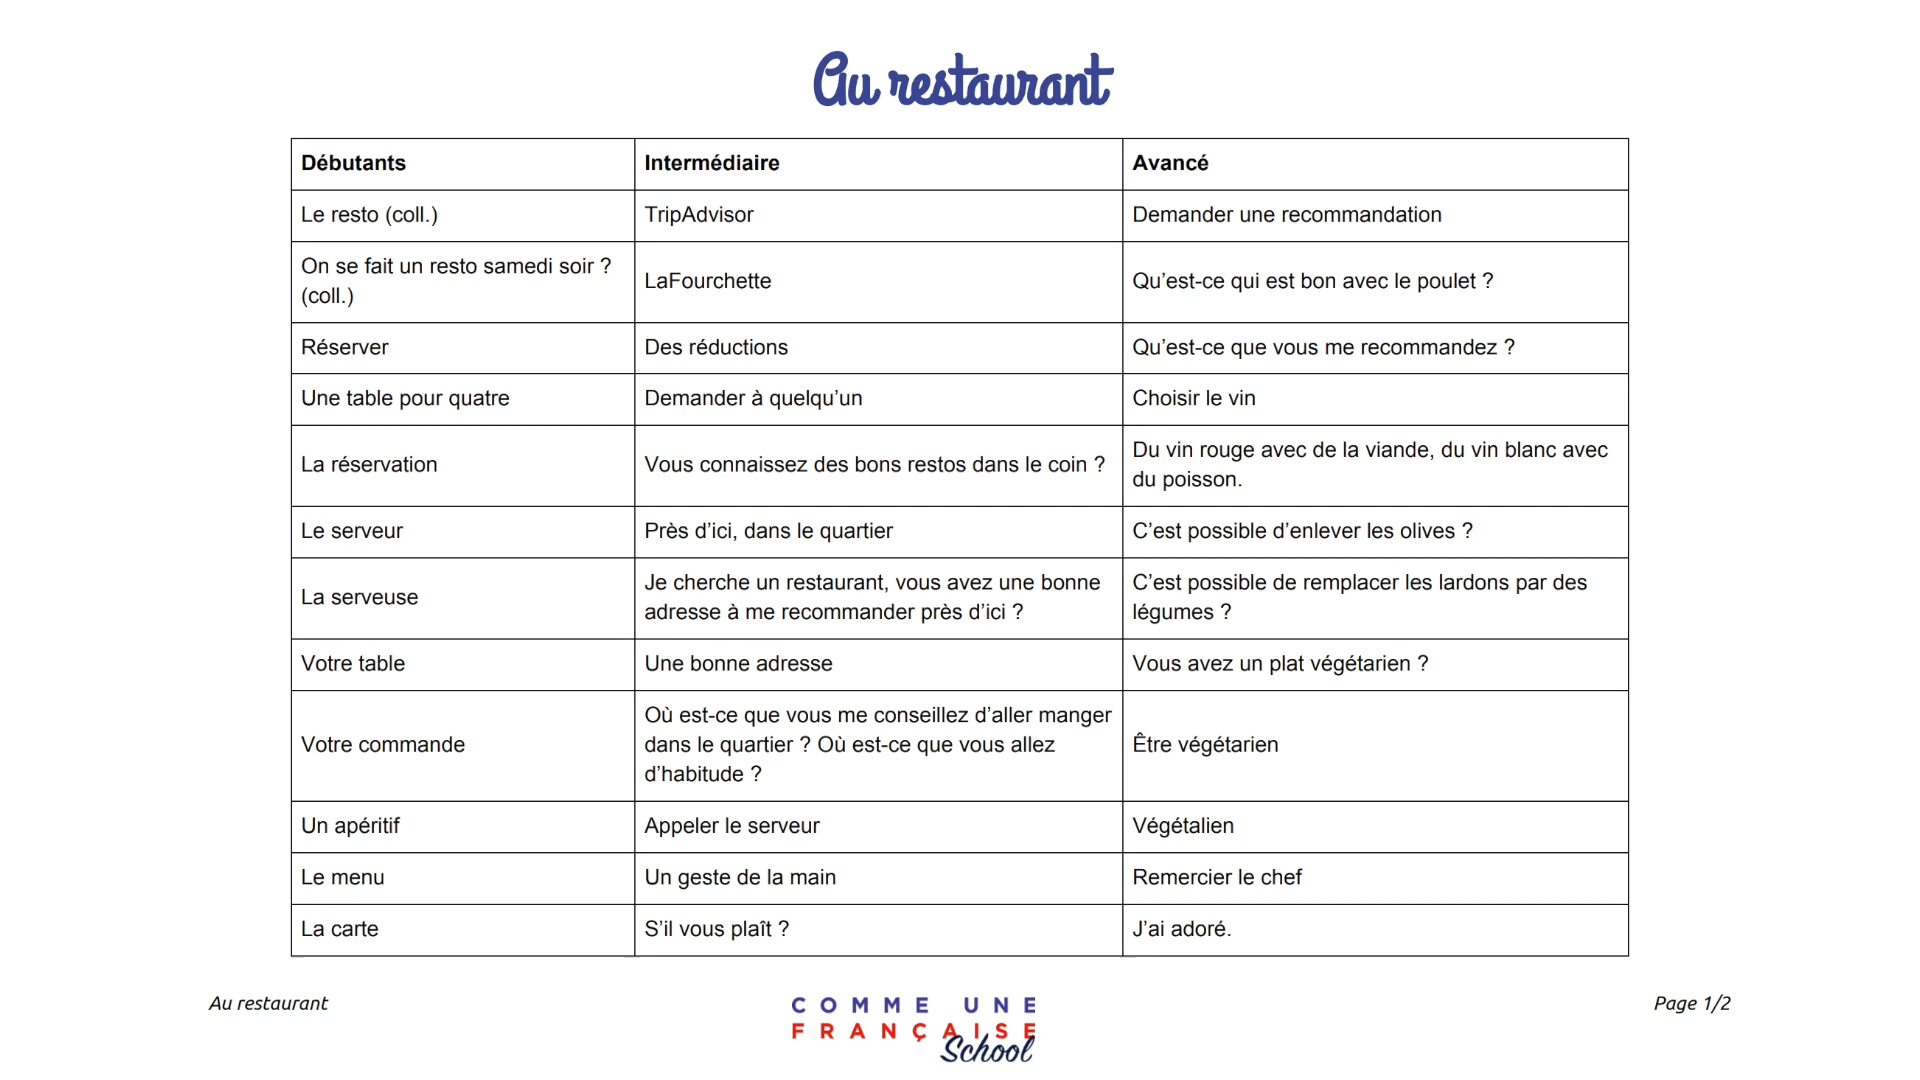 Au restaurant
Débutants
Intermédiaire
Avancé
Le resto (coll.)
TripAdvisor
Demander une recommandation
On se fait un resto samedi soir ?
(coll.)
LaFourchette
Qu’est-ce qui est bon avec le poulet ?
Réserver
Des réductions
Qu’est-ce que vous me recommandez ?
Une table pour quatre
Demander à quelqu’un
Choisir le vin
La réservation
Vous connaissez des bons restos dans le coin ?
Du vin rouge avec de la viande, du vin blanc avec
du poisson.
Le serveur
Près d’ici, dans le quartier
C’est possible d’enlever les olives ?
La serveuse
Je cherche un restaurant, vous avez une bonne
adresse à me recommander près d’ici ?
C’est possible de remplacer les lardons par des
légumes ?
Votre table
Une bonne adresse
Vous avez un plat végétarien ?
Votre commande
Où est-ce que vous me conseillez d’aller manger
dans le quartier ? Où est-ce que vous allez
d’habitude ?
Être végétarien
Un apéritif
Appeler le serveur
Végétalien
Le menu
Un geste de la main
Remercier le chef
La carte
S’il vous plaît ?
J’ai adoré.
Au restaurant
COMME UNE
FRANÇAISE
School
Page 1/2